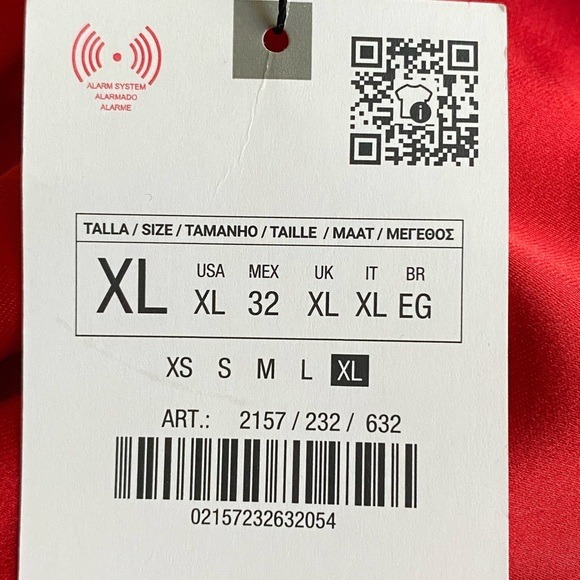 ALARM SYSTEM
ALARMADO
ALARME
i
TALLA / SIZE / TAMANHO / TAILLE / MAAT / ΜΕΓΕΘΟΣ
XL
USA MEX UK IT BR
XL 32 XL XL EG
XS S M L XL
ART.: 2157 / 232 / 632
02157232632054